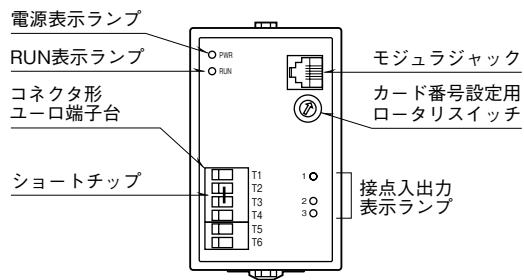 電源表示ランプ
RUN表示ランプ
コネクタ形
ユーロ端子台
ショートチップ
PWR
RUN
モジュラジャック
カード番号設定用
ロータリスイッチ
T1
T2
T3
T4
T5
T6
1
2
3
接点入出力
表示ランプ